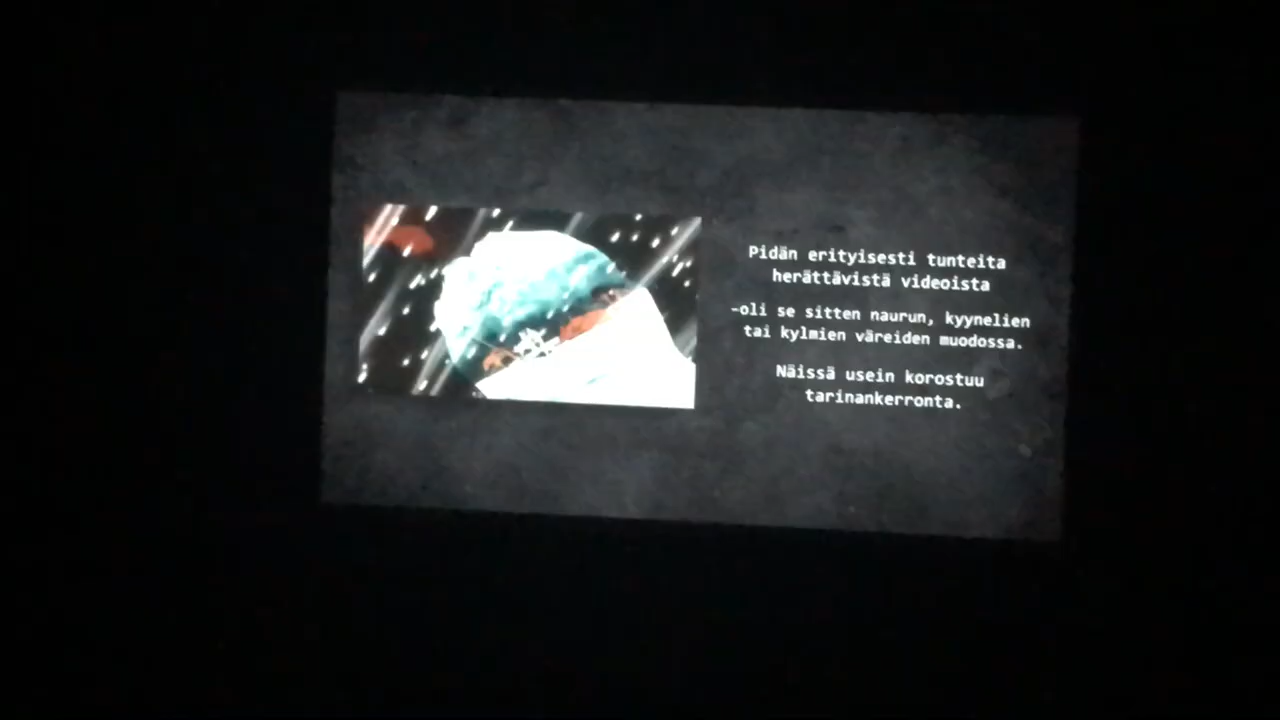 Pidän erityisesti tunteita
herättävistä videoista
-oli se sitten naurun, kyynelien
tai kylmien väreiden muodossa.
Näissä usein korostuu
tarinankerronta.